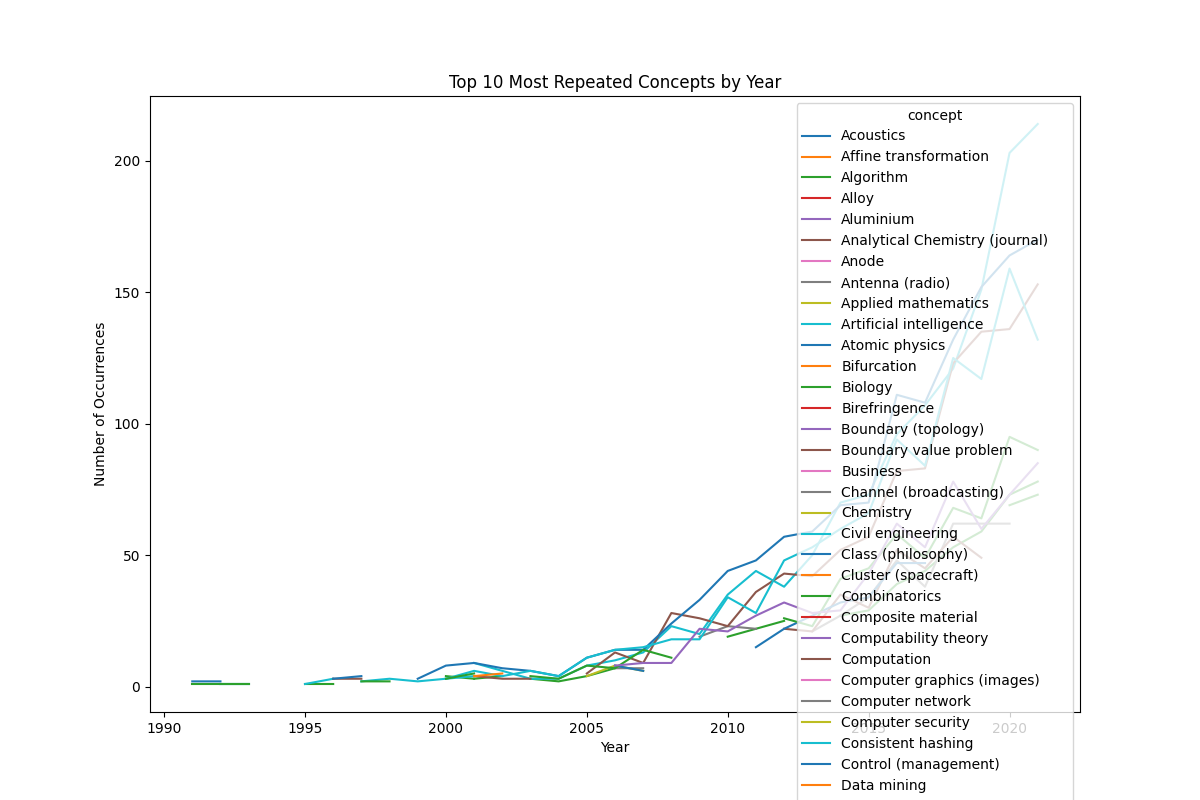 Top 10 Most Repeated Concepts by Year
Number of Occurrences
200
150
100
50
0
concept
Acoustics
Affine transformation
Algorithm
Alloy
Aluminium
Analytical Chemistry (journal)
Anode
Antenna (radio)
Applied mathematics
Artificial intelligence
Atomic physics
Bifurcation
Biology
Birefringence
Boundary (topology)
Boundary value problem
Business
Channel (broadcasting)
Chemistry
Civil engineering
Class (philosophy)
Cluster (spacecraft)
Combinatorics
Composite material
Computability theory
Computation
Computer graphics (images)
Computer network
Computer security
Consistent hashing
Control (management)
Data mining
1990 1995 2000 2005 2010 2015 2020
Year